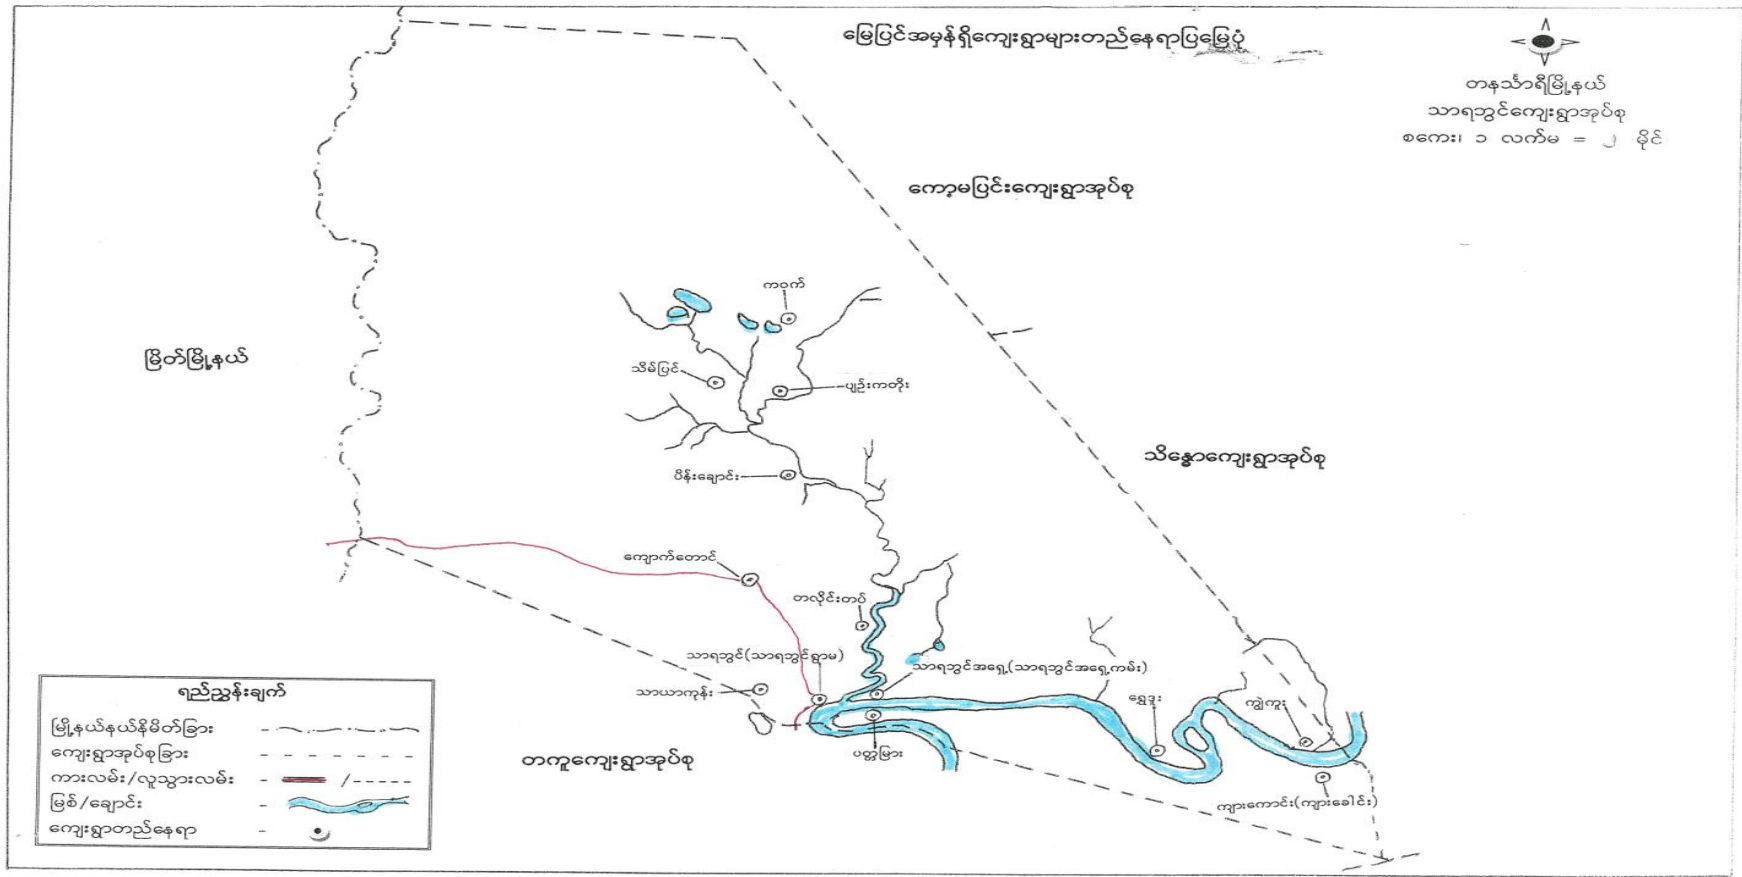 မြေပြင်အမှန်ရှိကျေးရွာများတည်နေရာပြမြေပုံ
တနင်္သာရီမြို့နယ်
သာရဘွင်ကျေးရွာအုပ်စု
စကေး၊ ၁ လက်မ = ၂ မိုင်
ကော့မပြင်းကျေးရွာအုပ်စု
ကဝက်
မြိတ်မြို့နယ်
သိမ်ပြင်
ပျဉ်းကတိုး
သိန္ဓောကျေးရွာအုပ်စု
ပိန်းချောင်း
ကျောက်တောင်
တလိုင်းတပ်
သာရဘွင်(သာရဘွင်ရွာမ)
သာရဘွင်အရှေ့(သာရဘွင်အရှေ့ကမ်း)
သာယာကုန်း
ရွှေဒူး
ကျွဲကူး
ပတ္တမြား
တကူကျေးရွာအုပ်စု
ကျားကောင်း(ကျားခေါင်း)
ရည်ညွှန်းချက်
မြို့နယ်နယ်နိမိတ်ခြား -
ကျေးရွာအုပ်စုခြား -
ကားလမ်း/လူသွားလမ်း - /
မြစ်/ချောင်း -
ကျေးရွာတည်နေရာ -